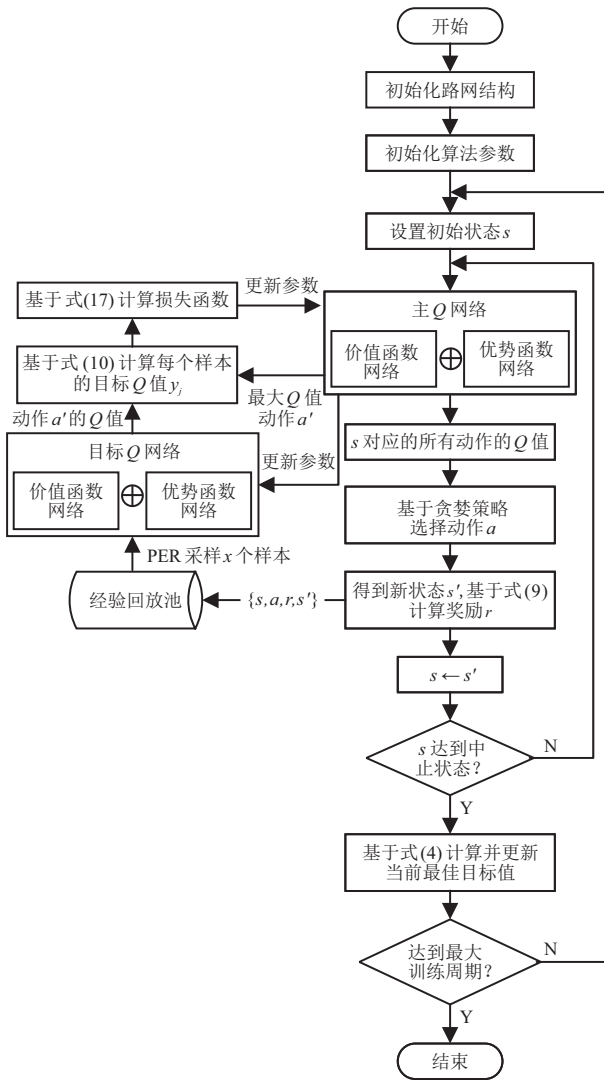 开始
初始化路网结构
初始化算法参数
设置初始状态s
基于式(17)计算损失函数
更新参数
主Q网络
价值函数
网络
优势函数
网络
基于式(10)计算每个样本
的目标Q值y_j
最大Q值
动作a′
动作a′的Q值
目标Q网络
价值函数
网络
优势函数
网络
更新参数
s对应的所有动作的Q值
基于贪婪策略
选择动作a
PER采样x个样本
经验回放池
{s,a,r,s′}
得到新状态s′,基于式(9)
计算奖励r
s←s′
s达到中
止状态?
N
Y
基于式(4)计算并更新
当前最佳目标值
达到最大
训练周期?
N
Y
结束